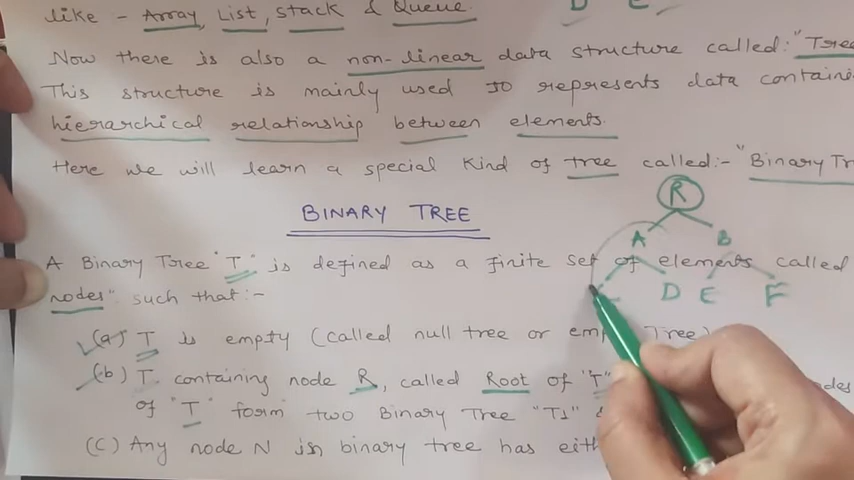 like - Array, List, Stack & Queue.
Now there is also a non-linear data structure called: "Tree
This structure is mainly used to represents data containi
hierarchical relationship between elements.
Here we will learn a special kind of tree called:- "Binary Tr
R
BINARY TREE
A B
A Binary Tree "T" is defined as a finite set of elements called
nodes" such that:-
D E F
(a) T is empty (called null tree or em Tree)
(b) T containing node R, called Root of "T" odes
of "T" form two Binary Tree "T1" &
(c) Any node N in binary tree has eith